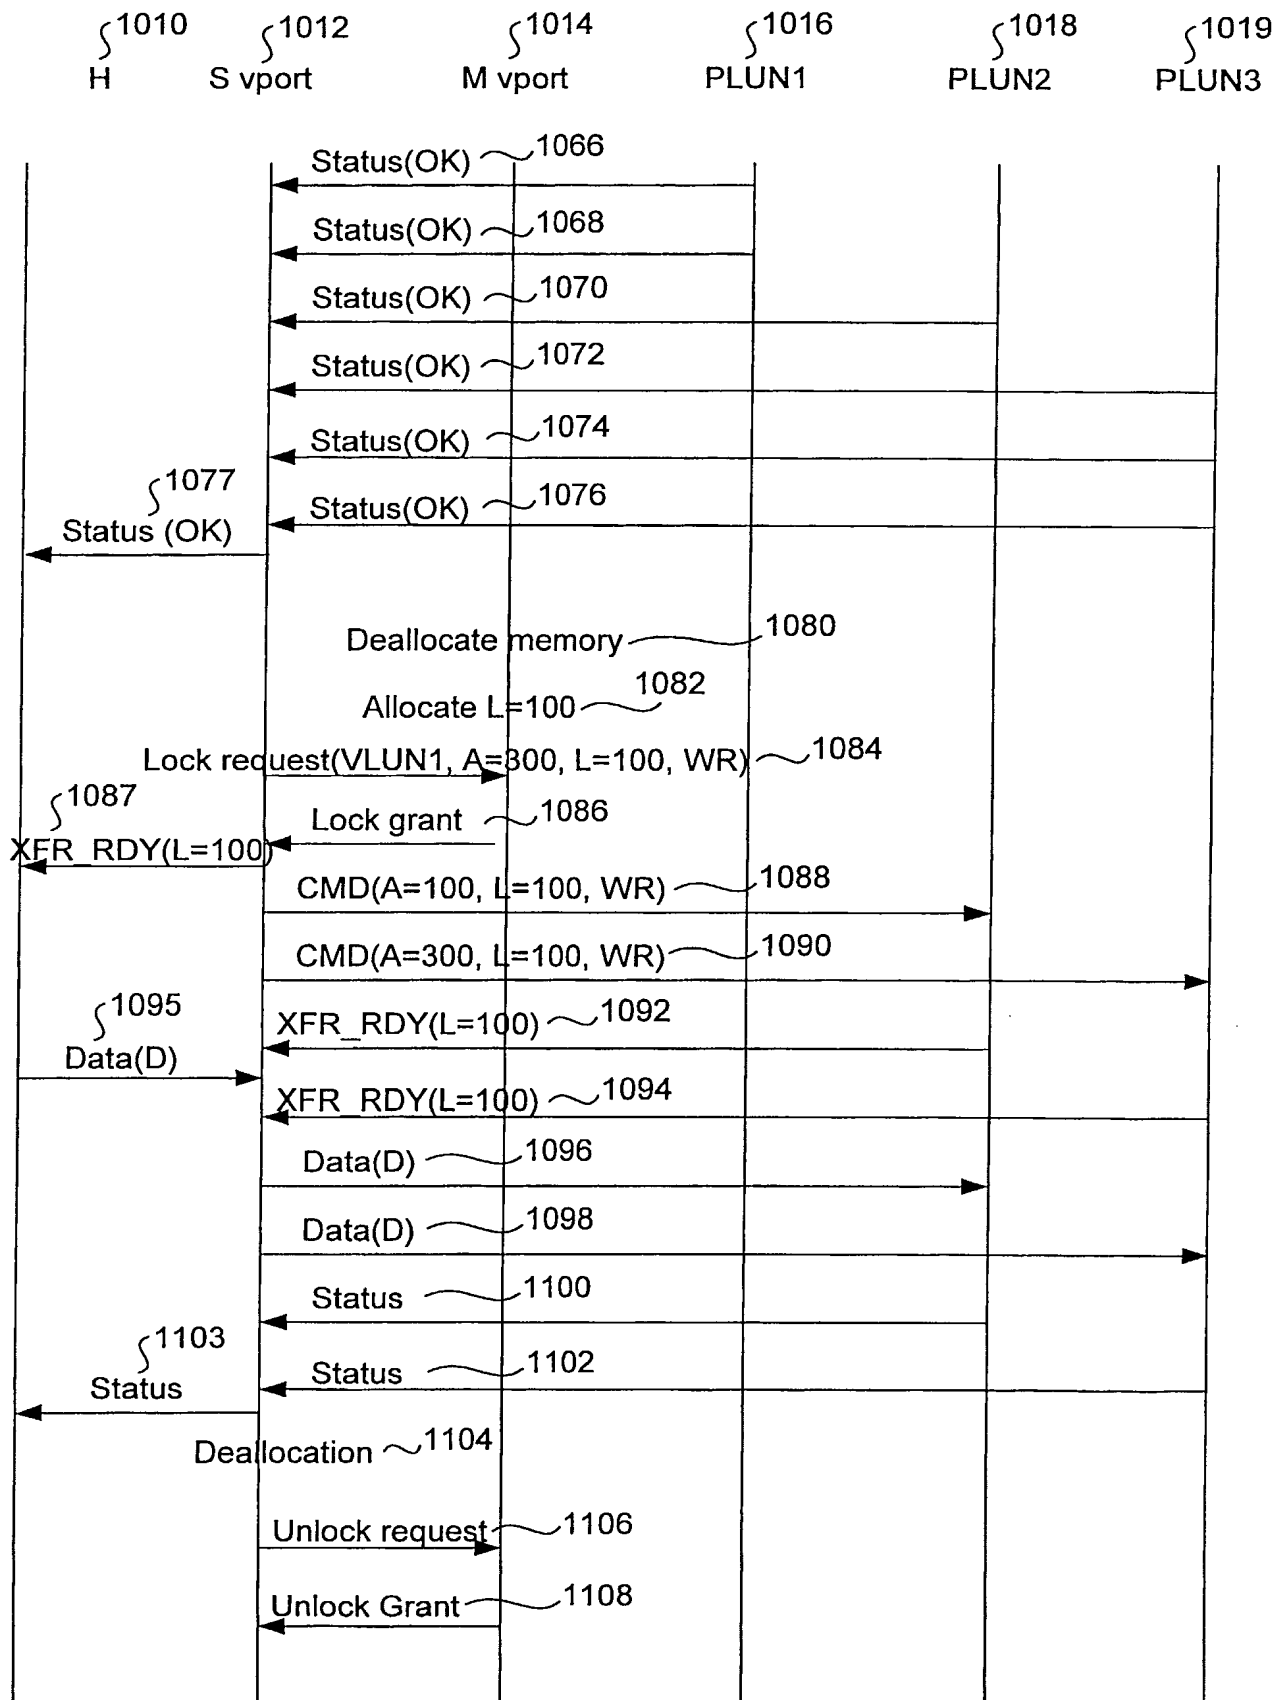 1010 1012 1014 1016 1018 1019
H S vport M vport PLUN1 PLUN2 PLUN3
Status(OK) 1066
Status(OK) 1068
Status(OK) 1070
Status(OK) 1072
Status(OK) 1074
1077
Status(OK) 1076
Status (OK)
Deallocate memory 1080
Allocate L=100 1082
Lock request(VLUN1, A=300, L=100, WR) 1084
1087
Lock grant 1086
XFR_RDY(L=100)
CMD(A=100, L=100, WR) 1088
CMD(A=300, L=100, WR) 1090
1095
XFR_RDY(L=100) 1092
Data(D)
XFR_RDY(L=100) 1094
Data(D) 1096
Data(D) 1098
Status 1100
1103
Status 1102
Status
Deallocation 1104
Unlock request 1106
Unlock Grant 1108